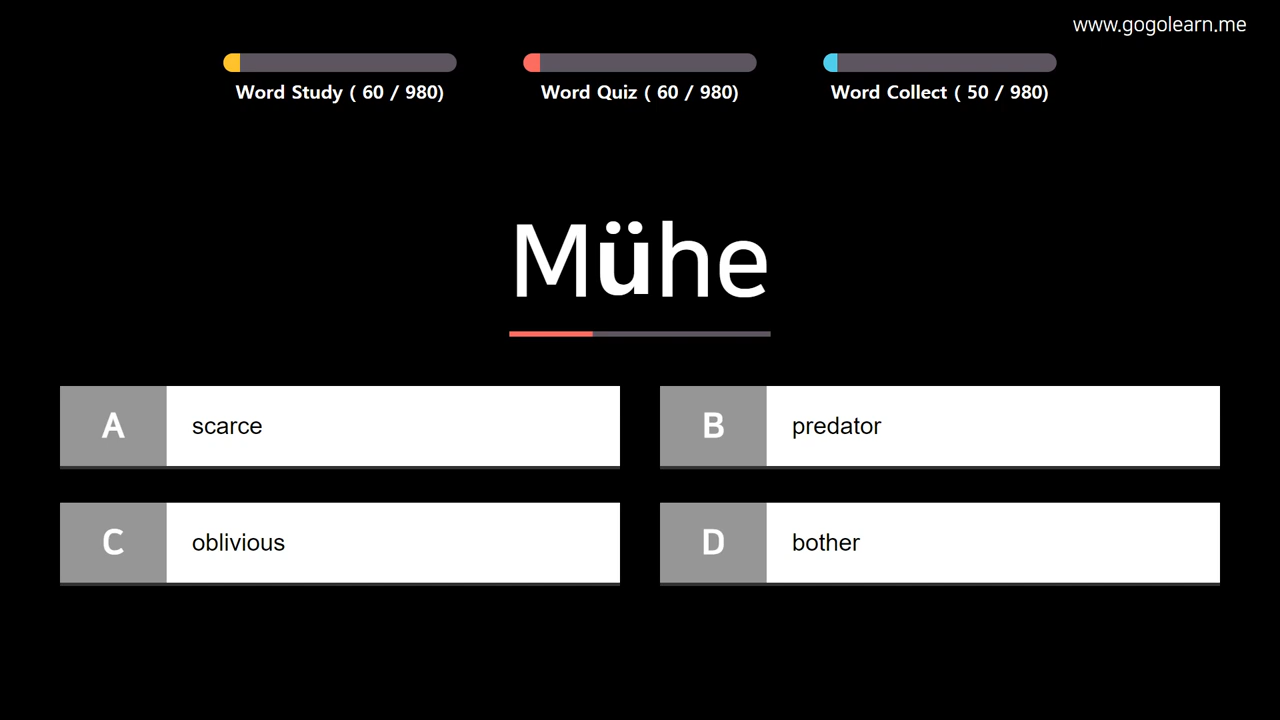 www.gogolearn.me
Word Study ( 60 / 980)
Word Quiz ( 60 / 980)
Word Collect ( 50 / 980)
Mühe
A scarce
B predator
C oblivious
D bother